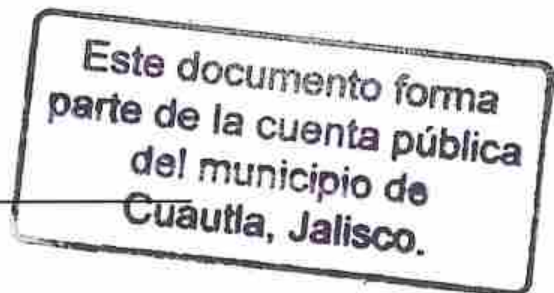 Este documento forma
parte de la cuenta pública
del municipio de
Cuautla, Jalisco.